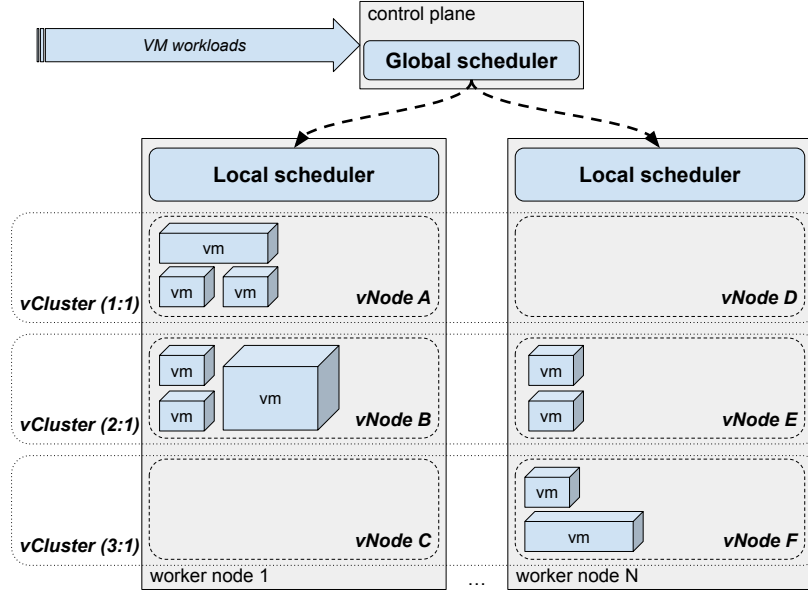 control plane
VM workloads
Global scheduler
Local scheduler
Local scheduler
vm
vm
vm
vCluster (1:1)
vNode A
vNode D
vm
vm
vm
vm
vm
vCluster (2:1)
vNode B
vNode E
vm
vm
vCluster (3:1)
vNode C
vNode F
worker node 1
...
worker node N